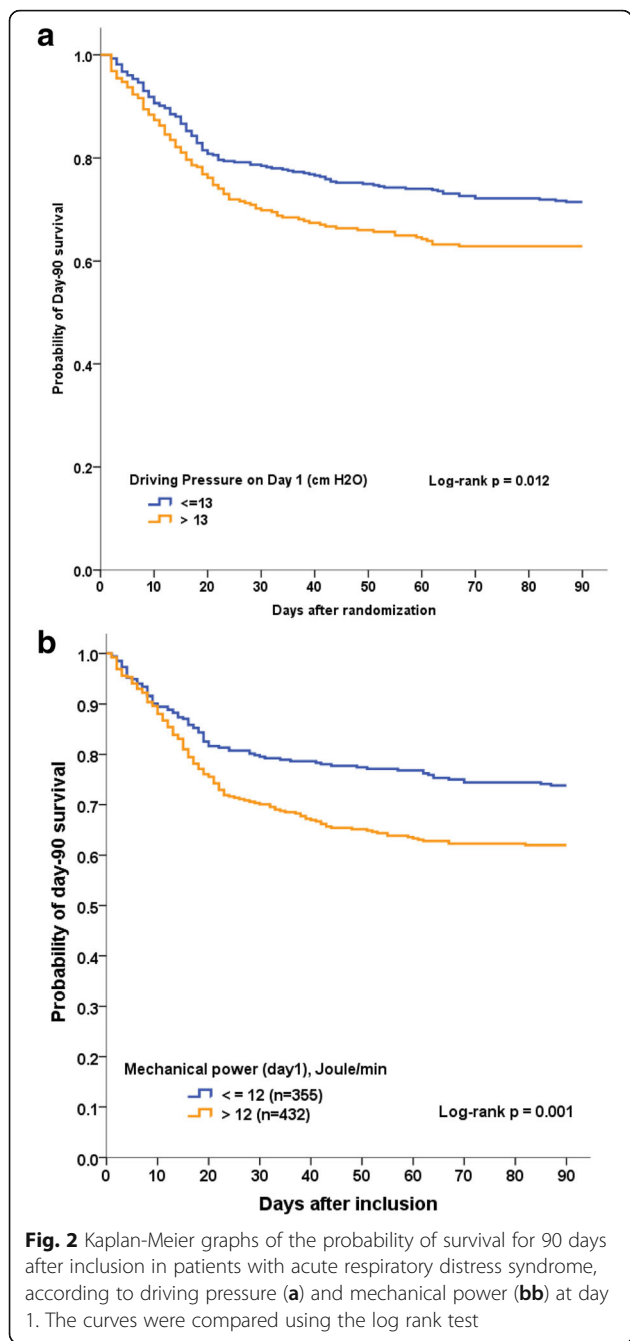 a
1.0
0.8
0.6
0.4
0.2
0.0
Probability of Day-90 survival
Driving Pressure on Day 1 (cm H2O)
<=13
> 13
Log-rank p = 0.012
0 10 20 30 40 50 60 70 80 90
Days after randomization
b
1.0
0.9
0.8
0.7
0.6
0.5
0.4
0.3
0.2
0.1
0.0
Probability of day-90 survival
Mechanical power (day1), Joule/min
< = 12 (n=355)
> 12 (n=432)
Log-rank p = 0.001
0 10 20 30 40 50 60 70 80 90
Days after inclusion
Fig. 2 Kaplan-Meier graphs of the probability of survival for 90 days
after inclusion in patients with acute respiratory distress syndrome,
according to driving pressure (a) and mechanical power (bb) at day
1. The curves were compared using the log rank test